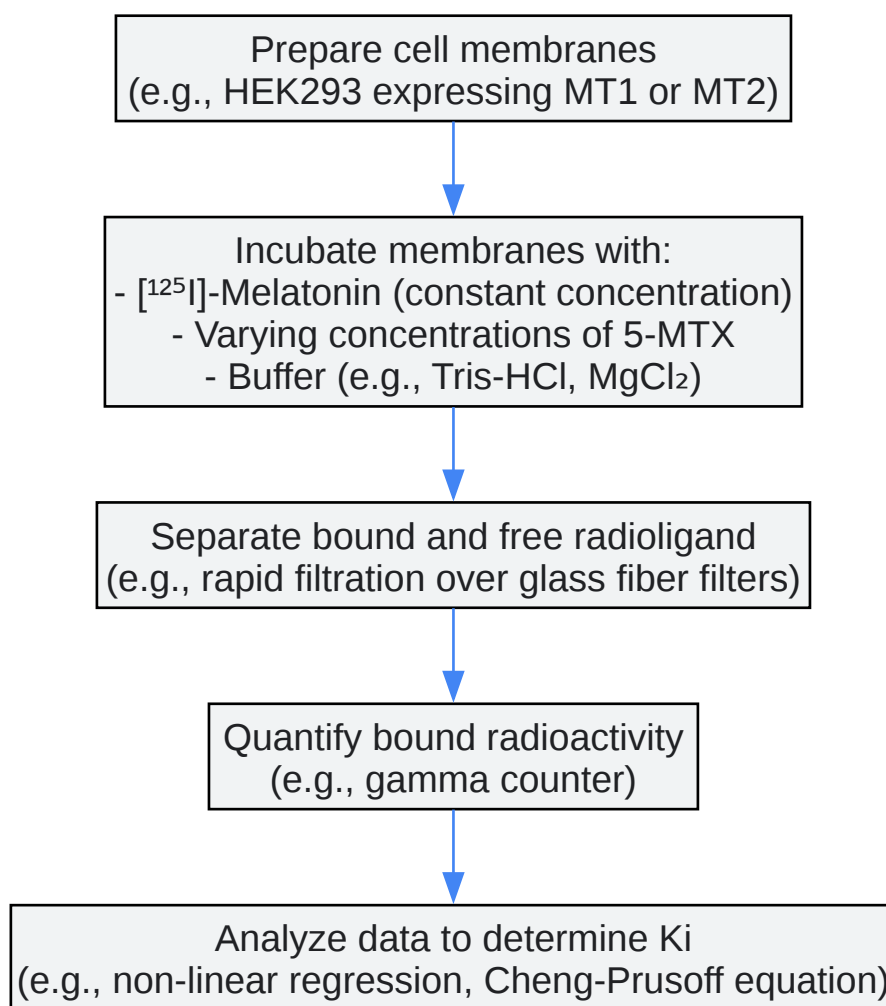 Prepare cell membranes
(e.g., HEK293 expressing MT1 or MT2)
Incubate membranes with:
- [¹²⁵I]-Melatonin (constant concentration)
- Varying concentrations of 5-MTX
- Buffer (e.g., Tris-HCl, MgCl₂)
Separate bound and free radioligand
(e.g., rapid filtration over glass fiber filters)
Quantify bound radioactivity
(e.g., gamma counter)
Analyze data to determine Ki
(e.g., non-linear regression, Cheng-Prusoff equation)